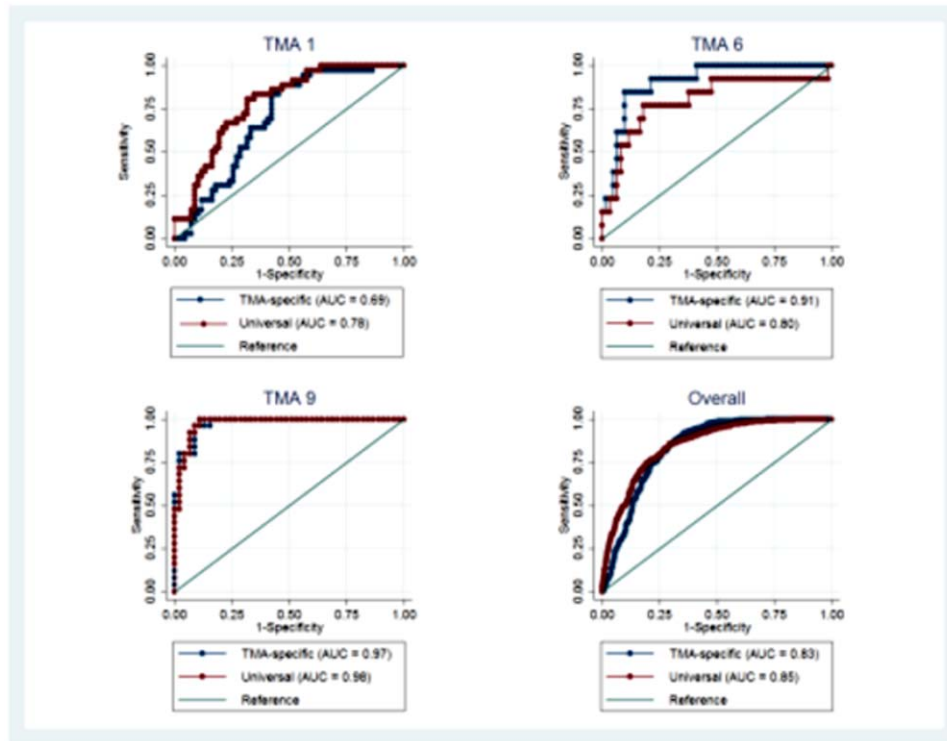 TMA 1
Sensitivity
1.00
0.75
0.50
0.25
0.00
0.00 0.25 0.50 0.75 1.00
1-Specificity
TMA-specific (AUC = 0.69)
Universal (AUC = 0.78)
Reference
TMA 6
Sensitivity
1.00
0.75
0.50
0.25
0.00
0.00 0.25 0.50 0.75 1.00
1-Specificity
TMA-specific (AUC = 0.91)
Universal (AUC = 0.80)
Reference
TMA 9
Sensitivity
1.00
0.75
0.50
0.25
0.00
0.00 0.25 0.50 0.75 1.00
1-Specificity
TMA-specific (AUC = 0.97)
Universal (AUC = 0.98)
Reference
Overall
Sensitivity
1.00
0.75
0.50
0.25
0.00
0.00 0.25 0.50 0.75 1.00
1-Specificity
TMA-specific (AUC = 0.83)
Universal (AUC = 0.85)
Reference